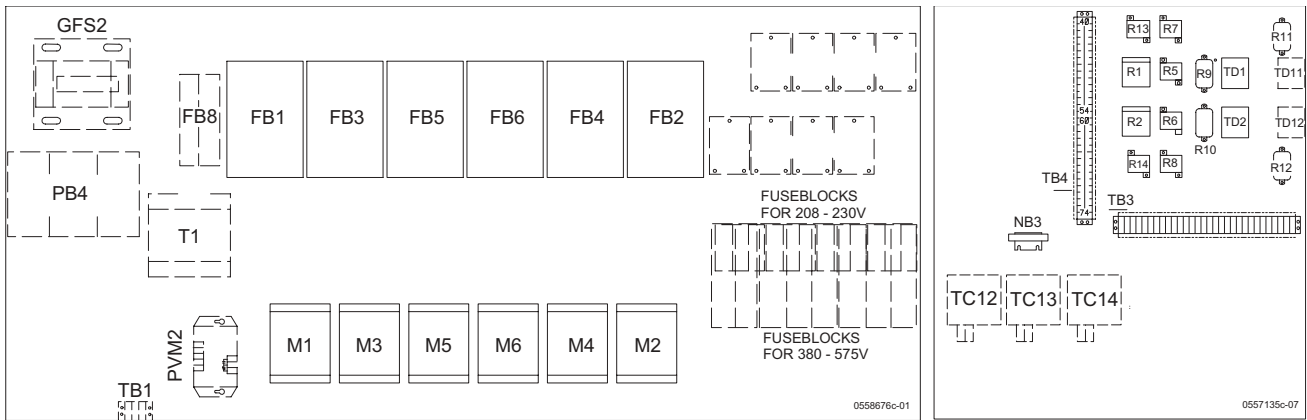 GFS2
FB8
FB1
FB3
FB5
FB6
FB4
FB2
PB4
T1
FUSEBLOCKS
FOR 208 - 230V
PVM2
M1
M3
M5
M6
M4
M2
FUSEBLOCKS
FOR 380 - 575V
TB1
0558676c-01
40
R13
R7
R11
R1
R5
R9
TD1
TD11
54
60
R2
R6
TD2
TD12
R10
R14
R8
R12
TB4
74
TB3
NB3
TC12
TC13
TC14
0557135c-07